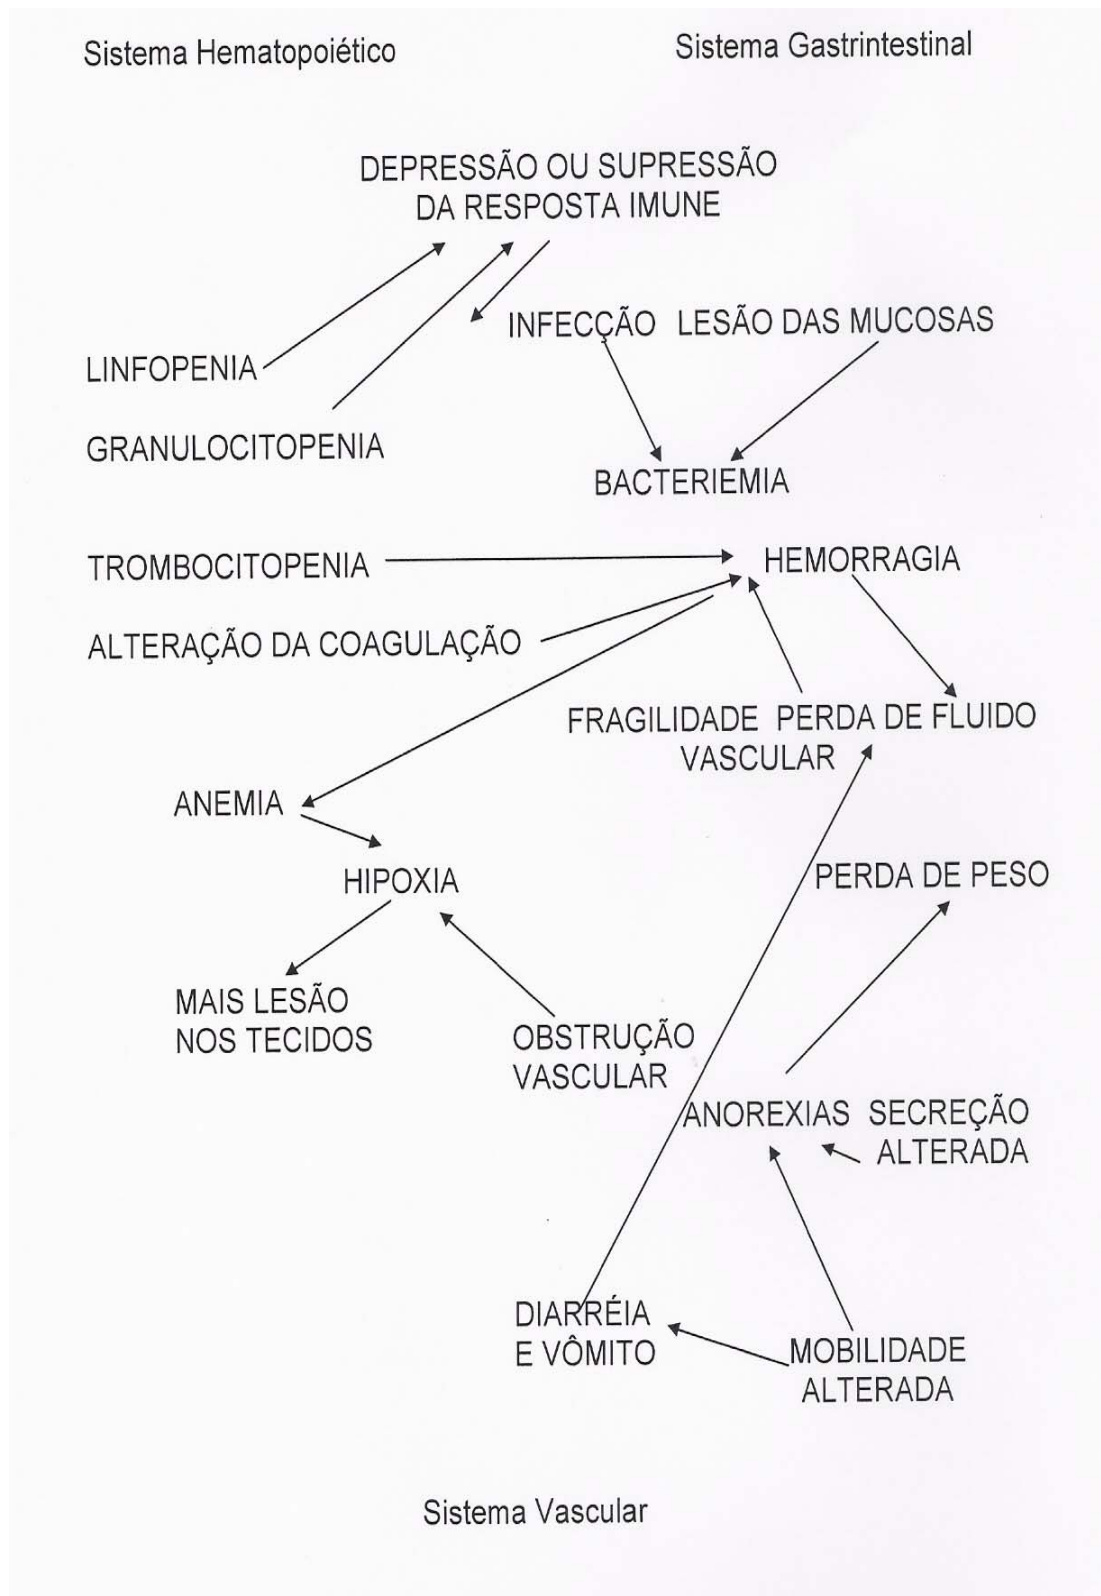 Sistema Hematopoiético
Sistema Gastrintestinal
DEPRESSÃO OU SUPRESSÃO
DA RESPOSTA IMUNE
INFECÇÃO LESÃO DAS MUCOSAS
LINFOPENIA
GRANULOCITOPENIA
BACTERIEMIA
TROMBOCITOPENIA
HEMORRAGIA
ALTERAÇÃO DA COAGULAÇÃO
FRAGILIDADE PERDA DE FLUIDO
VASCULAR
ANEMIA
HIPOXIA
PERDA DE PESO
MAIS LESÃO
NOS TECIDOS
OBSTRUÇÃO
VASCULAR
ANOREXIAS SECREÇÃO
ALTERADA
DIARRÉIA
E VÔMITO
MOBILIDADE
ALTERADA
Sistema Vascular